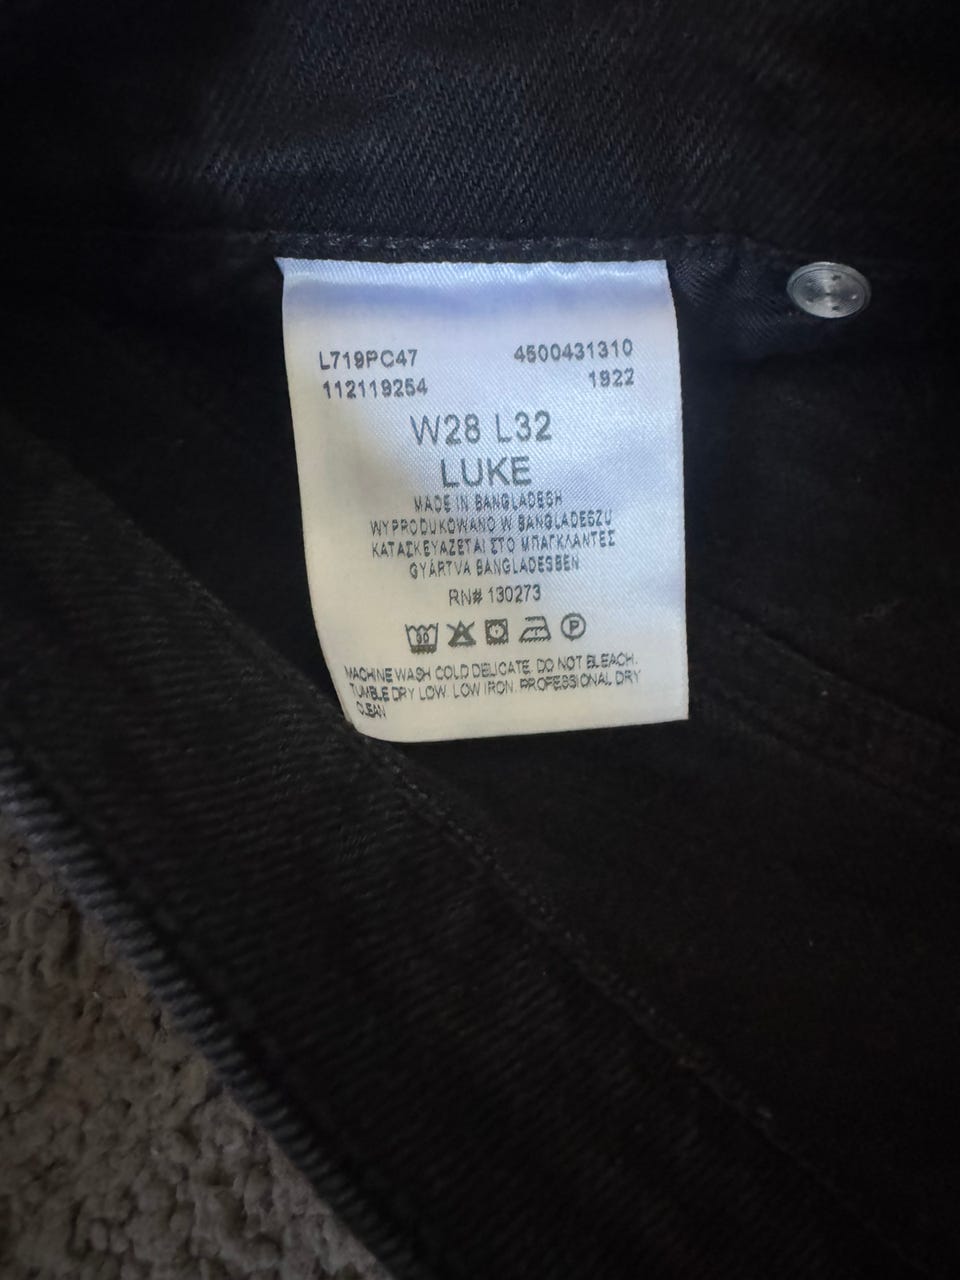 L719PC47 4500431310
112119254 1922
W28 L32
LUKE
MADE IN BANGLADESH
WYPRODUKOWANO W BANGLADESZU
ΚΑΤΑΣΚΕΥΑΖΕΤΑΙ ΣΤΟ ΜΠΑΓΚΛΑΝΤΕΣ
GYÁRTVA BANGLADESBEN
RN# 130273
P
MACHINE WASH COLD DELICATE. DO NOT BLEACH.
TUMBLE DRY LOW. LOW IRON. PROFESSIONAL DRY
CLEAN